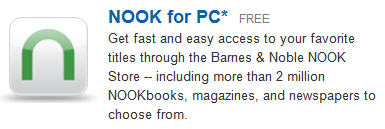 NOOK for PC* FREE
Get fast and easy access to your favorite
titles through the Barnes & Noble NOOK
Store -- including more than 2 million
NOOKbooks, magazines, and newspapers to
choose from.